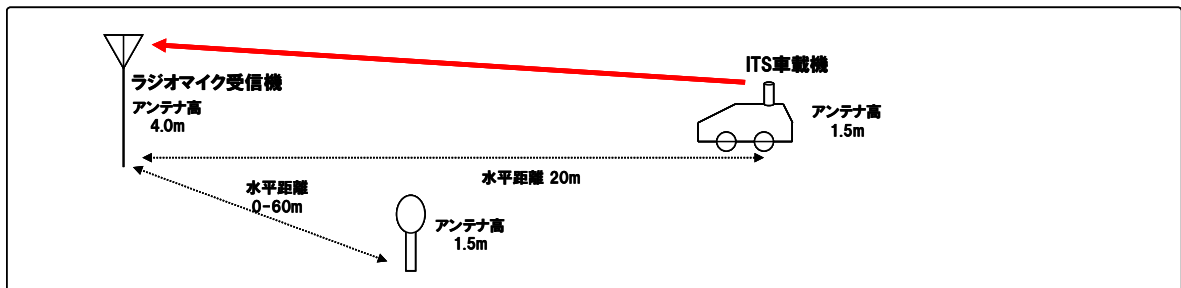 ITS車載機
ラジオマイク受信機
アンテナ高
4.0m
アンテナ高
1.5m
水平距離 20m
水平距離
0-60m
アンテナ高
1.5m